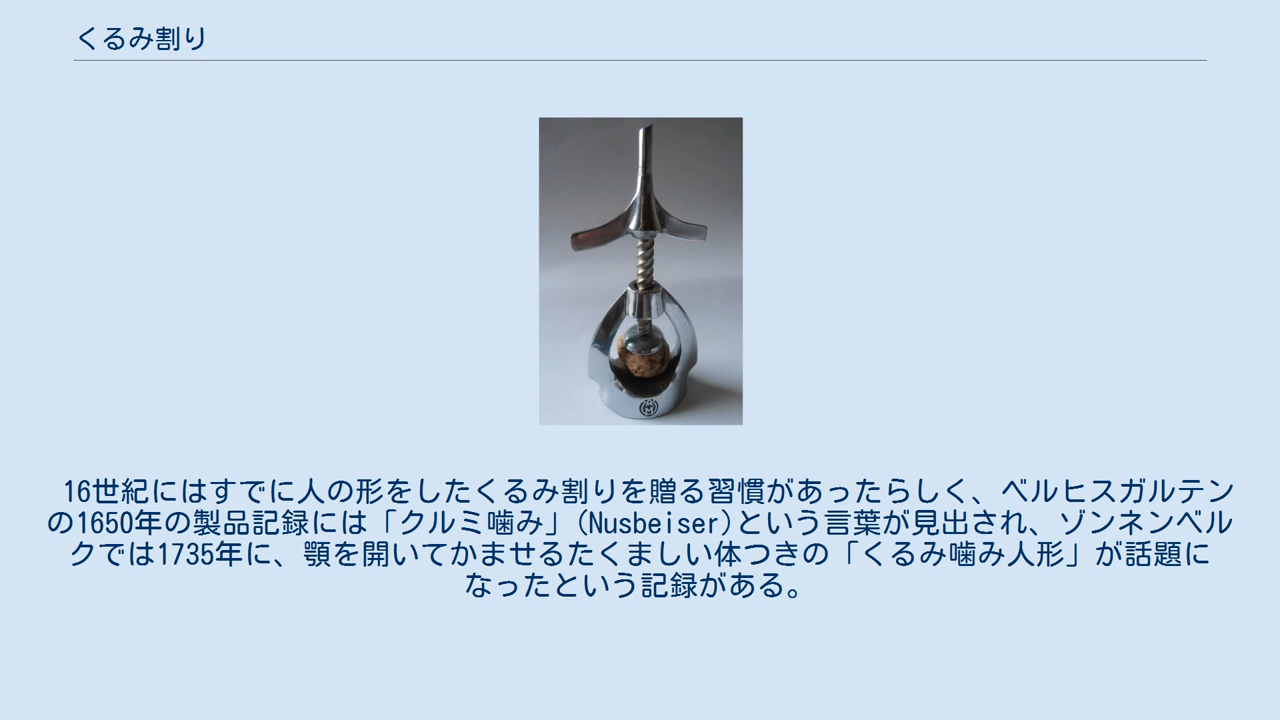 くるみ割り
16世紀にはすでに人の形をしたくるみ割りを贈る習慣があったらしく、ベルヒスガルテン
の1650年の製品記録には「クルミ噛み」(Nusbeiser)という言葉が見出され、ゾンネンベル
クでは1735年に、顎を開いてかませるたくましい体つきの「くるみ噛み人形」が話題に
なったという記録がある。